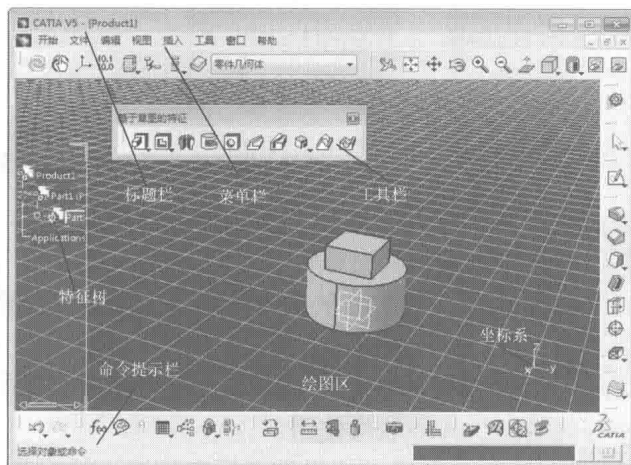 CATIA V5 - [Product1]
开始 文件 编辑 视图 插入 工具 窗口 帮助
零件几何体
基于草图的特征
Product1
Part1
Part
Application
标题栏
菜单栏
工具栏
特征树
命令提示栏
绘图区
坐标系
z
x
y
f(x)
选择对象或命令
CATIA